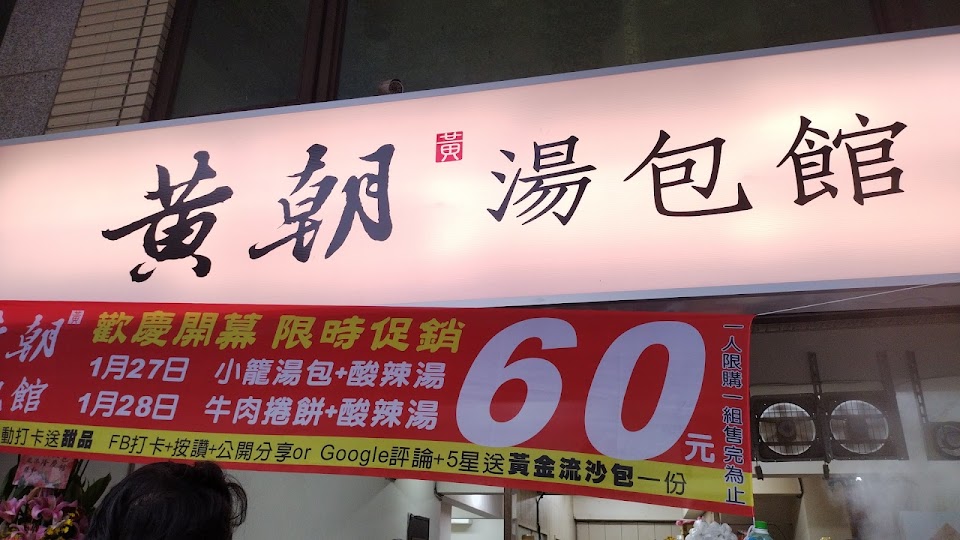 黄朝 黃 湯包館
朝 歡慶開幕 限時促銷
1月27日 小籠湯包+酸辣湯
館 1月28日 牛肉捲餅+酸辣湯
60元
動打卡送甜品 FB打卡+按讚+公開分享or Google評論+5星送黃金流沙包一份
一人限購一組售完為止